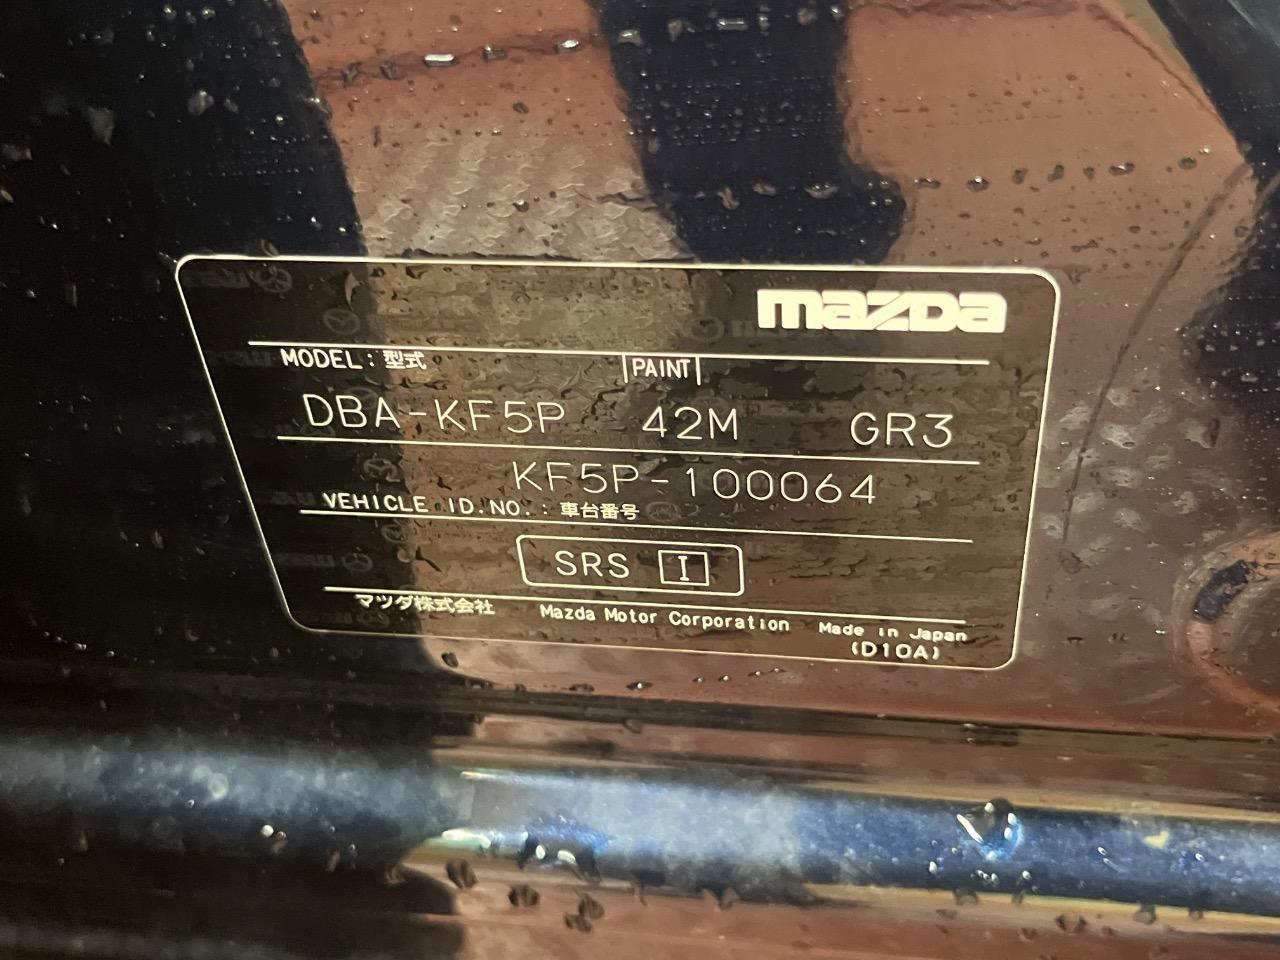 mazda
MODEL：型式 PAINT
DBA-KF5P 42M GR3
KF5P-100064
VEHICLE ID.NO.：車台番号
SRS I
マツダ株式会社 Mazda Motor Corporation Made in Japan
(D10A)